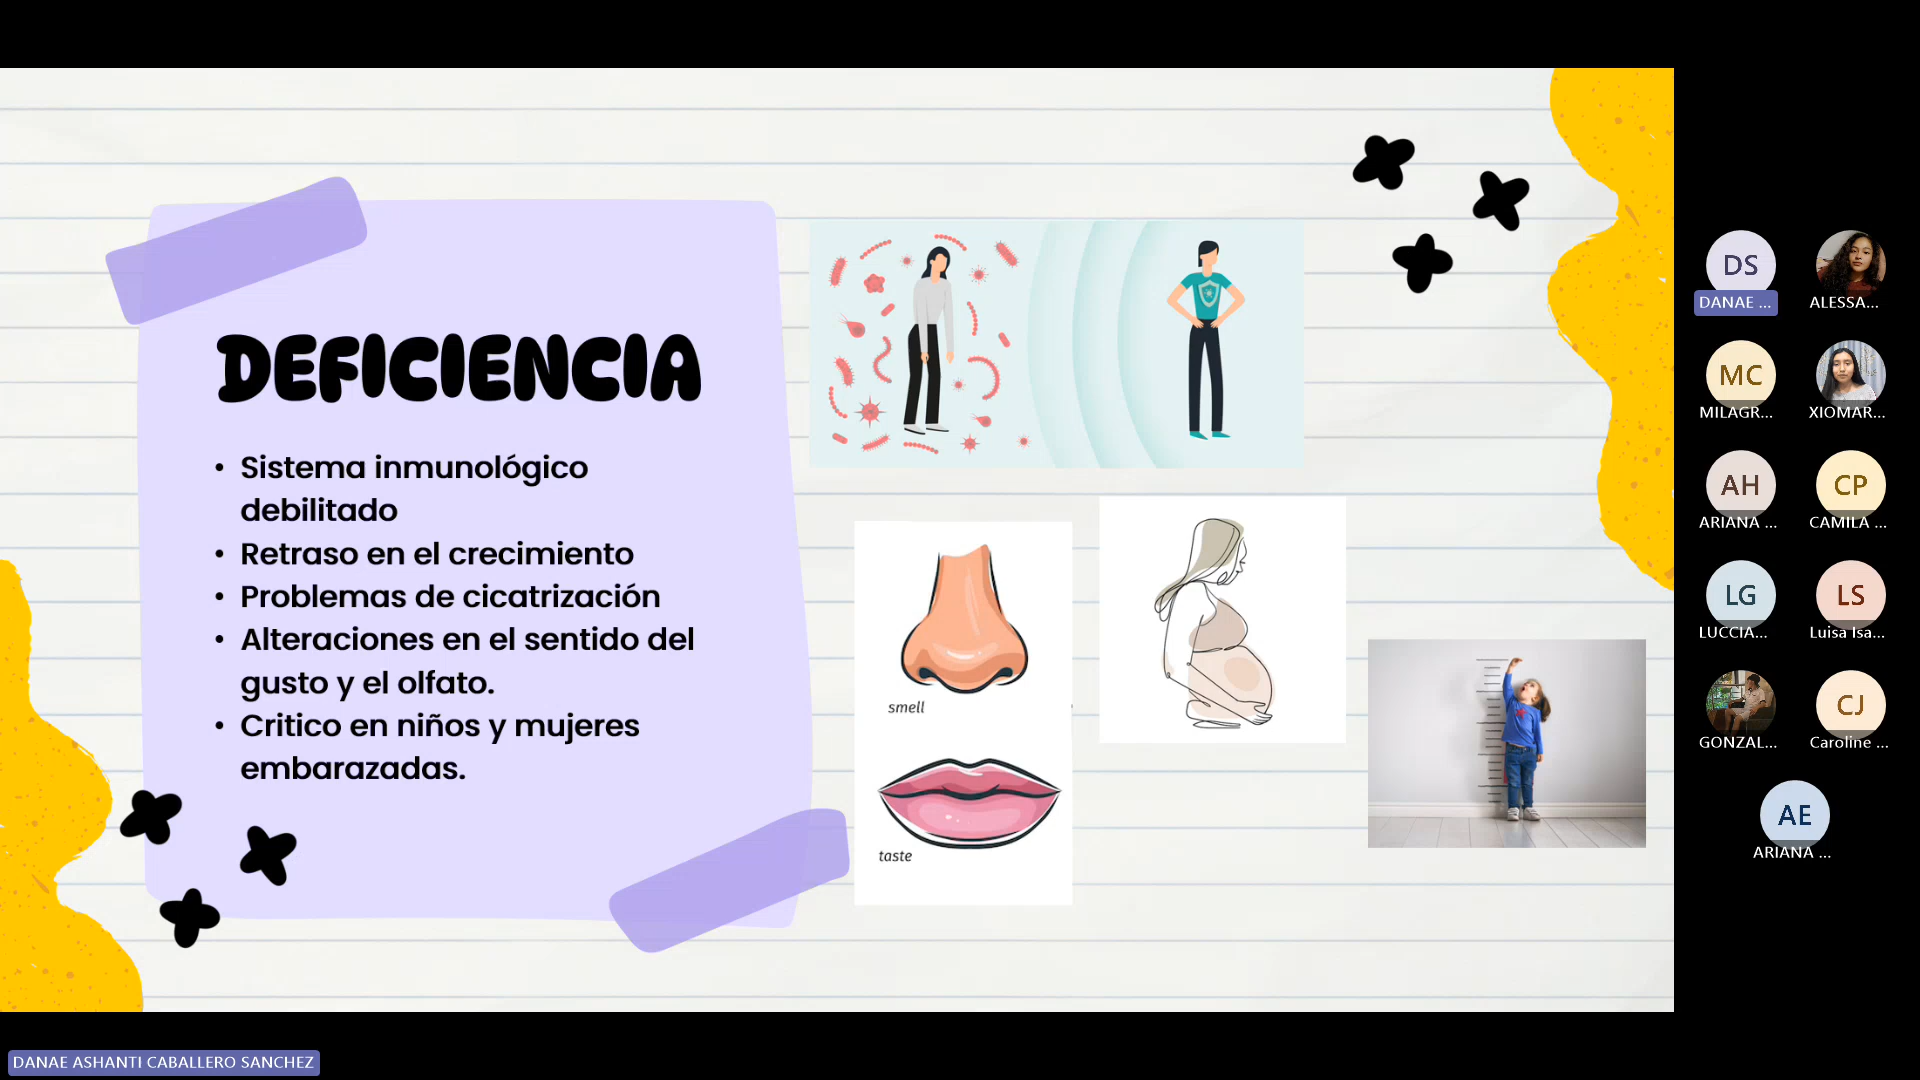 DEFICIENCIA
• Sistema inmunológico
debilitado
• Retraso en el crecimiento
• Problemas de cicatrización
• Alteraciones en el sentido del
gusto y el olfato.
• Critico en niños y mujeres
embarazadas.
smell
taste
DS
DANAE ...
ALESSA...
MC
MILAGR...
XIOMAR...
AH
ARIANA ...
CP
CAMILA ...
LG
LUCCIA...
LS
Luisa Isa...
GONZAL...
CJ
Caroline ...
AE
ARIANA ...
DANAE ASHANTI CABALLERO SANCHEZ